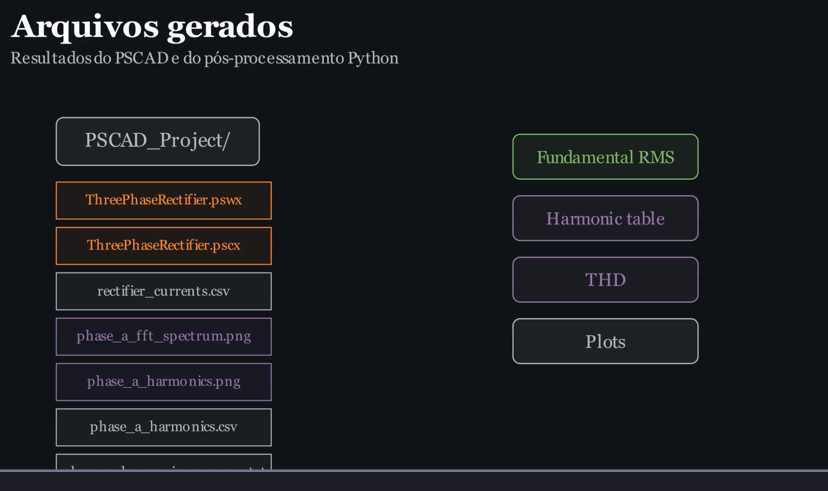 Arquivos gerados
Resultados do PSCAD e do pós-processamento Python
PSCAD_Project/
ThreePhaseRectifier.pswx
ThreePhaseRectifier.pscx
rectifier_currents.csv
phase_a_fft_spectrum.png
phase_a_harmonics.png
phase_a_harmonics.csv
Fundamental RMS
Harmonic table
THD
Plots